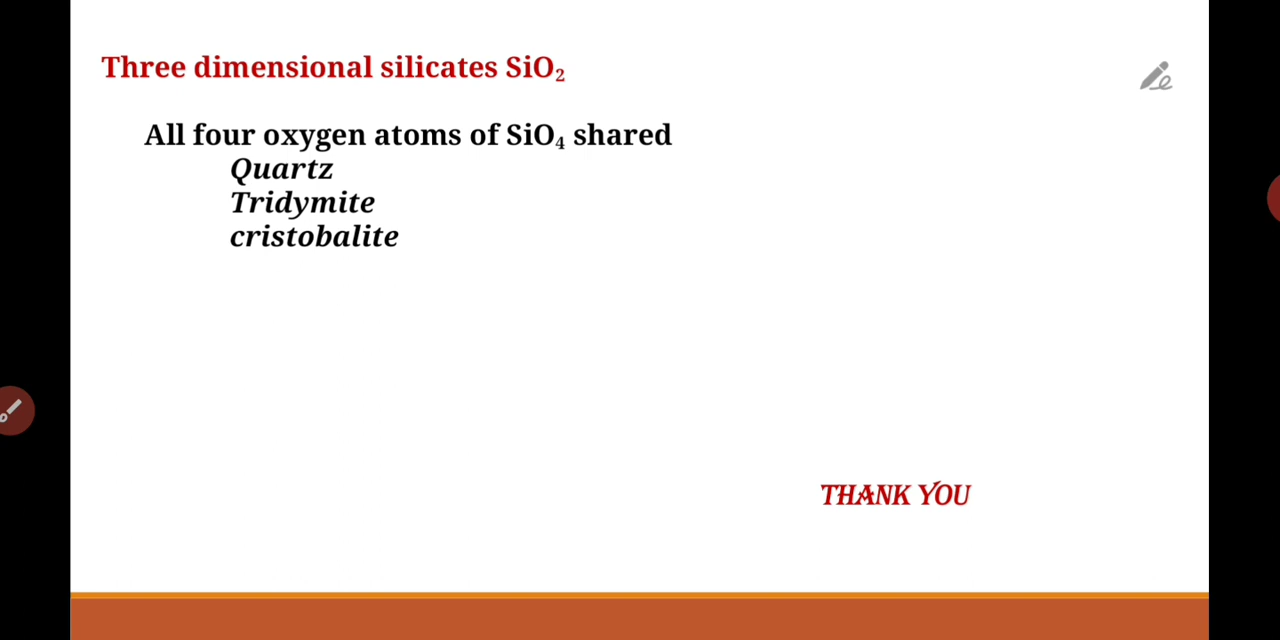 Three dimensional silicates SiO₂
All four oxygen atoms of SiO₄ shared
Quartz
Tridymite
cristobalite
THANK YOU